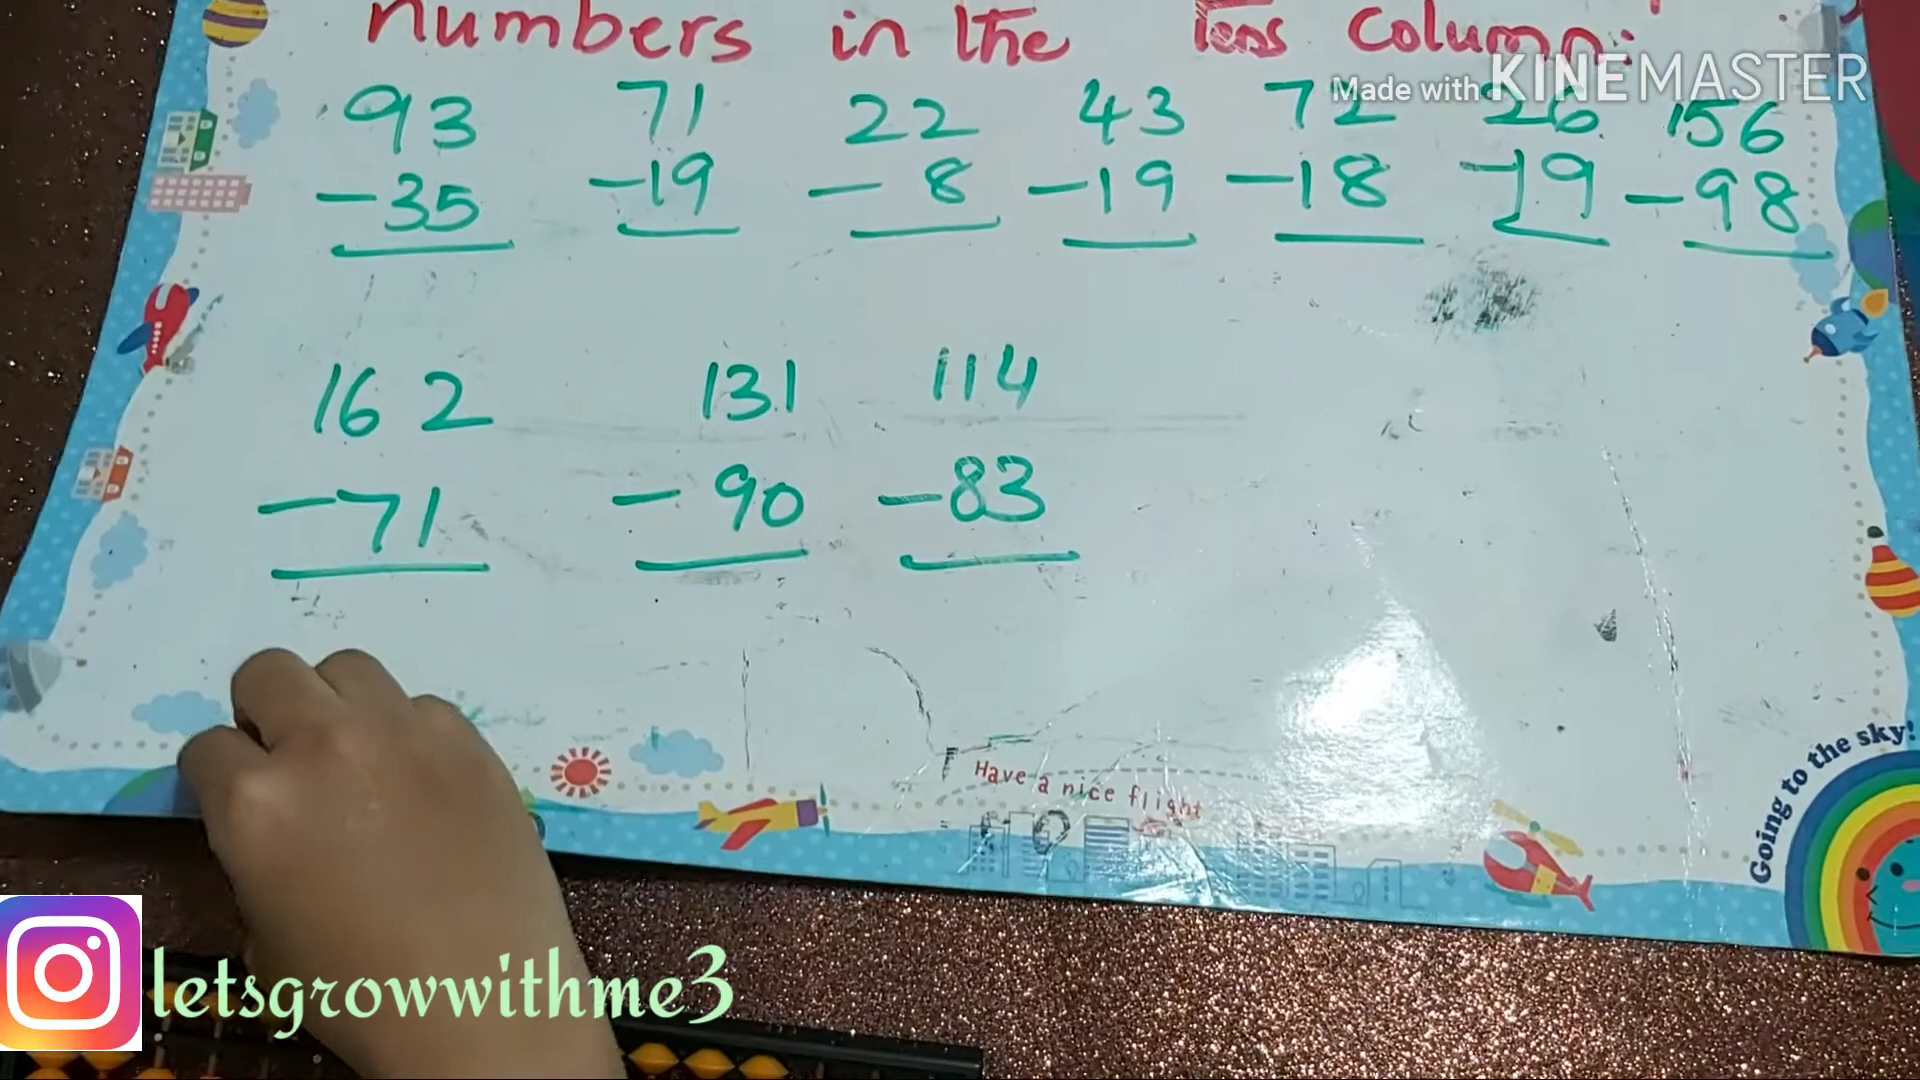 numbers in the Tens column:
Made with KINEMASTER
93 71 22 43 72 26 156
-35 -19 - 8 -19 -18 -19 -98
162 131 114
-71 - 90 -83
Have a nice flight
Going to the sky!
letsgrowwithme3